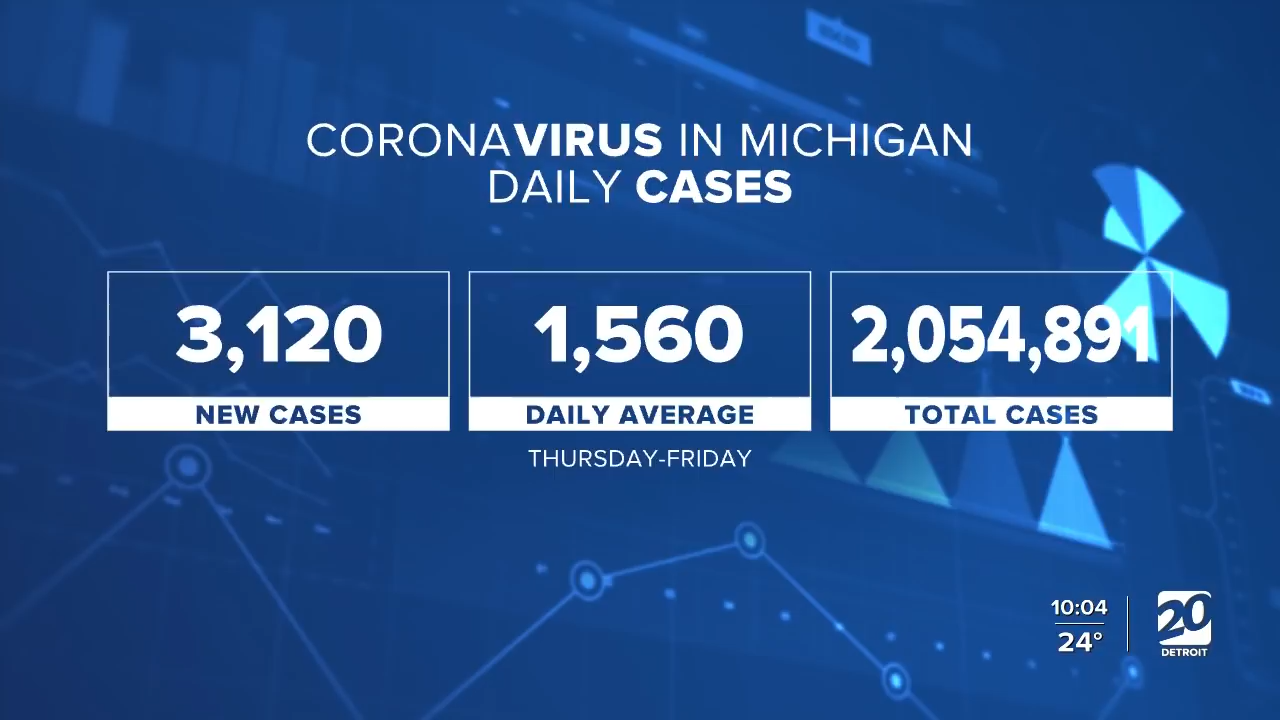 CORONAVIRUS IN MICHIGAN
DAILY CASES
3,120
NEW CASES
1,560
DAILY AVERAGE
2,054,891
TOTAL CASES
THURSDAY-FRIDAY
10:04
24°
20
DETROIT